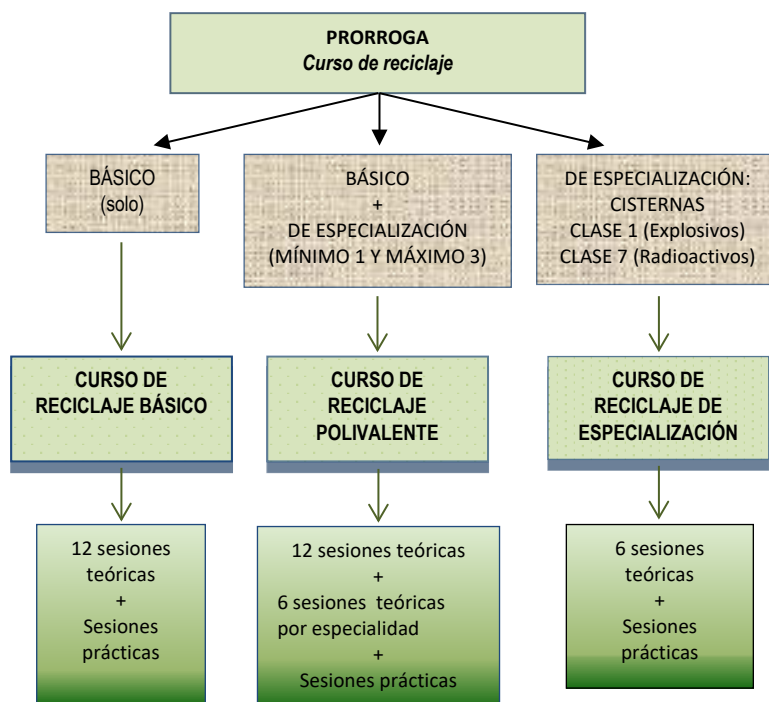 PRORROGA
Curso de reciclaje
BÁSICO
(solo)
BÁSICO
+
DE ESPECIALIZACIÓN
(MÍNIMO 1 Y MÁXIMO 3)
DE ESPECIALIZACIÓN:
CISTERNAS
CLASE 1 (Explosivos)
CLASE 7 (Radioactivos)
CURSO DE
RECICLAJE BÁSICO
CURSO DE
RECICLAJE
POLIVALENTE
CURSO DE
RECICLAJE DE
ESPECIALIZACIÓN
12 sesiones
teóricas
+
Sesiones
prácticas
12 sesiones teóricas
+
6 sesiones teóricas
por especialidad
+
Sesiones prácticas
6 sesiones
teóricas
+
Sesiones
prácticas